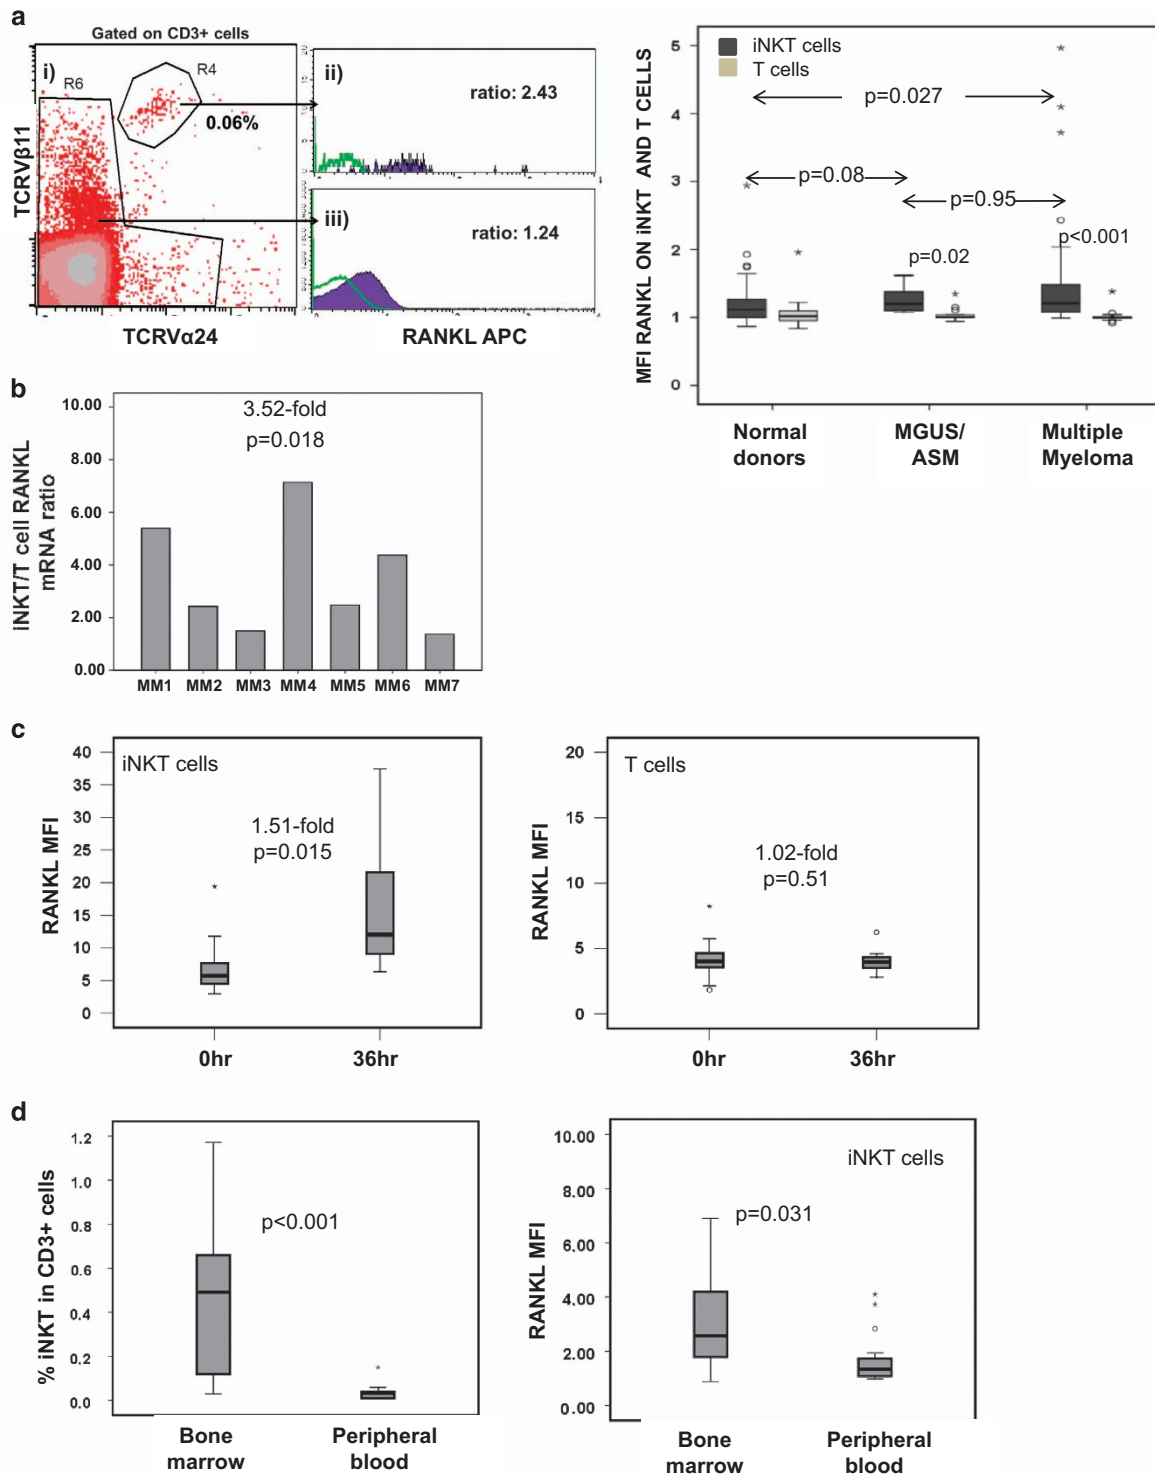 a
Gated on CD3+ cells
i)
R6
R4
0.06%
TCRVβ11
TCRVα24
ii)
ratio: 2.43
iii)
ratio: 1.24
RANKL APC
MFI RANKL ON iNKT AND T CELLS
5
4
3
2
1
0
iNKT cells
T cells
p=0.027
p=0.08
p=0.95
p=0.02
p<0.001
Normal
donors
MGUS/
ASM
Multiple
Myeloma
b
iNKT/T cell RANKL
mRNA ratio
10.00
8.00
6.00
4.00
2.00
0.00
3.52-fold
p=0.018
MM1 MM2 MM3 MM4 MM5 MM6 MM7
c
RANKL MFI
40
35
30
25
20
15
10
5
0
iNKT cells
1.51-fold
p=0.015
0hr 36hr
RANKL MFI
20
15
10
5
0
T cells
1.02-fold
p=0.51
0hr 36hr
d
% iNKT in CD3+ cells
1.2
1.0
0.8
0.6
0.4
0.2
0.0
p<0.001
Bone
marrow
Peripheral
blood
RANKL MFI
10.00
8.00
6.00
4.00
2.00
0.00
iNKT cells
p=0.031
Bone
marrow
Peripheral
blood